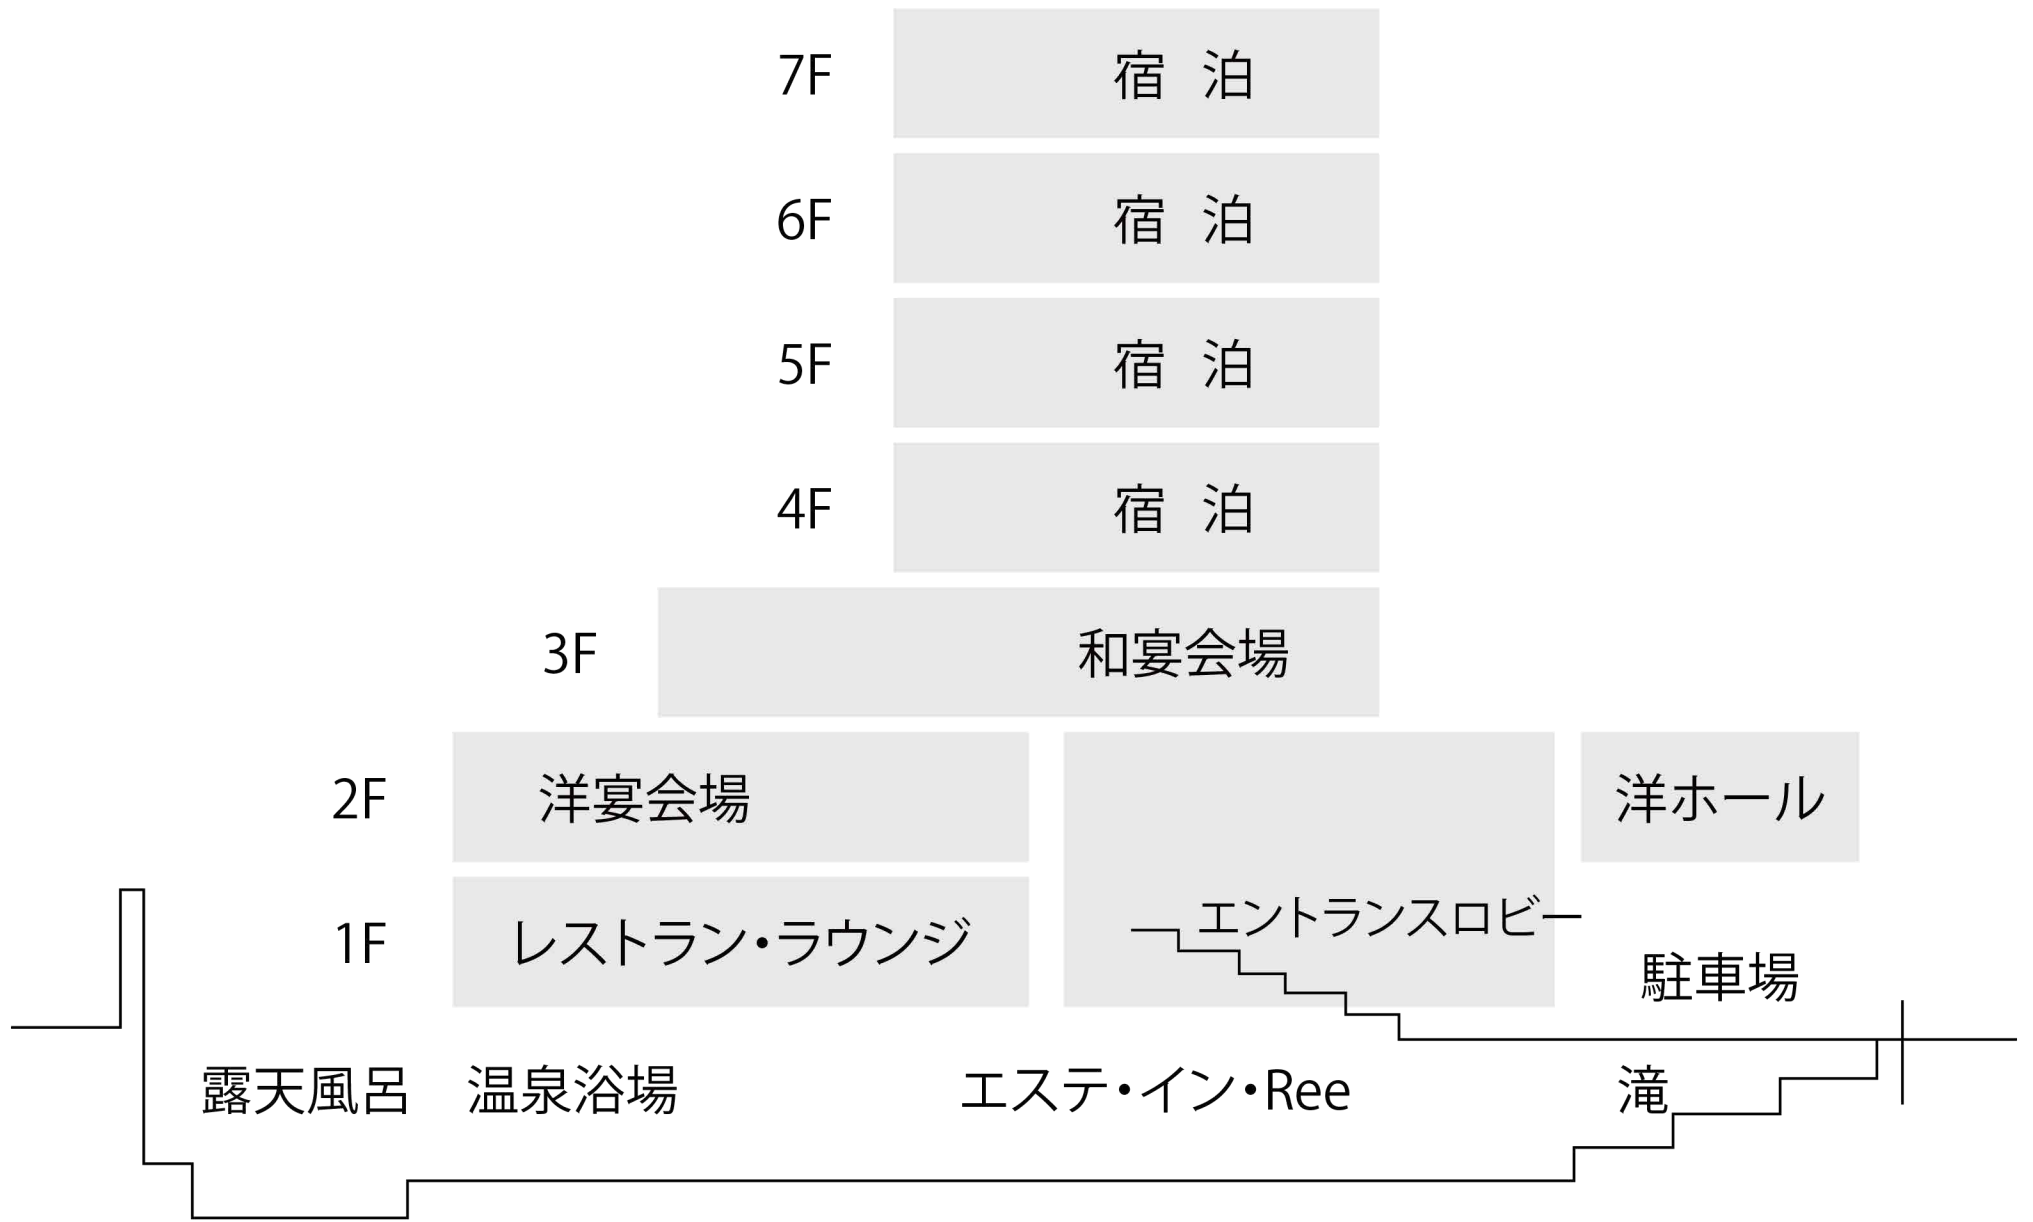 7F 宿 泊
6F 宿 泊
5F 宿 泊
4F 宿 泊
3F 和宴会場
2F 洋宴会場 洋ホール
1F レストラン・ラウンジ エントランスロビー
駐車場
露天風呂 温泉浴場 エステ・イン・Ree 滝